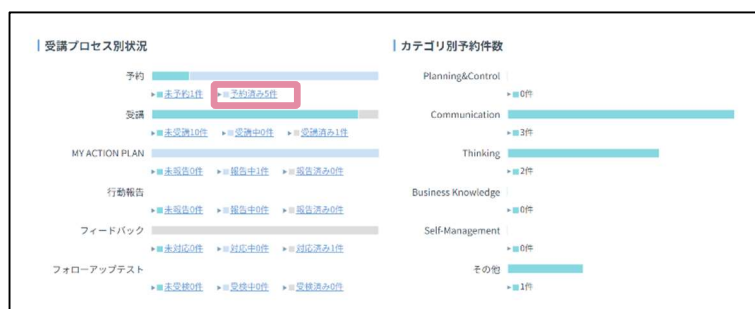 受講プロセス別状況
予約
未予約1件 予約済み5件
受講
未受講10件 受講中0件 受講済み1件
MY ACTION PLAN
未報告0件 報告中1件 報告済み0件
行動報告
未報告0件 報告中0件 報告済み0件
フィードバック
未対応0件 対応中0件 対応済み1件
フォローアップテスト
未受検0件 受検中0件 受検済み0件
カテゴリ別予約件数
Planning&Control
0件
Communication
3件
Thinking
2件
Business Knowledge
0件
Self-Management
0件
その他
1件